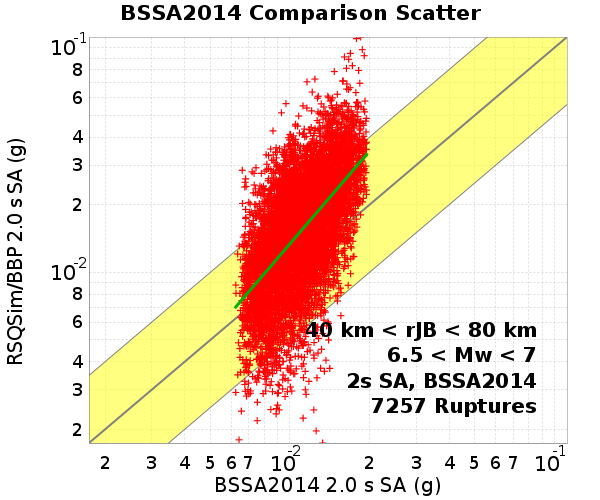 BSSA2014 Comparison Scatter
10-1
8
6
4
3
2
10-2
8
6
4
3
2
RSQSim/BBP 2.0 s SA (g)
40 km < rJB < 80 km
6.5 < Mw < 7
2s SA, BSSA2014
7257 Ruptures
2 3 4 5 6 7 10-2 2 3 4 5 6 7 10-1
BSSA2014 2.0 s SA (g)